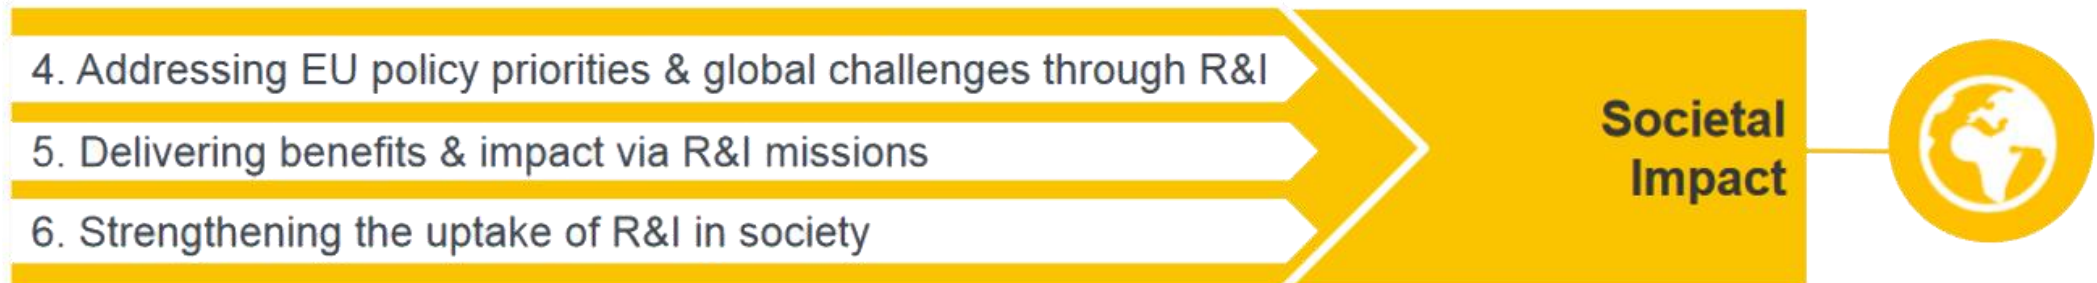 4. Addressing EU policy priorities & global challenges through R&I
5. Delivering benefits & impact via R&I missions
6. Strengthening the uptake of R&I in society
Societal
Impact